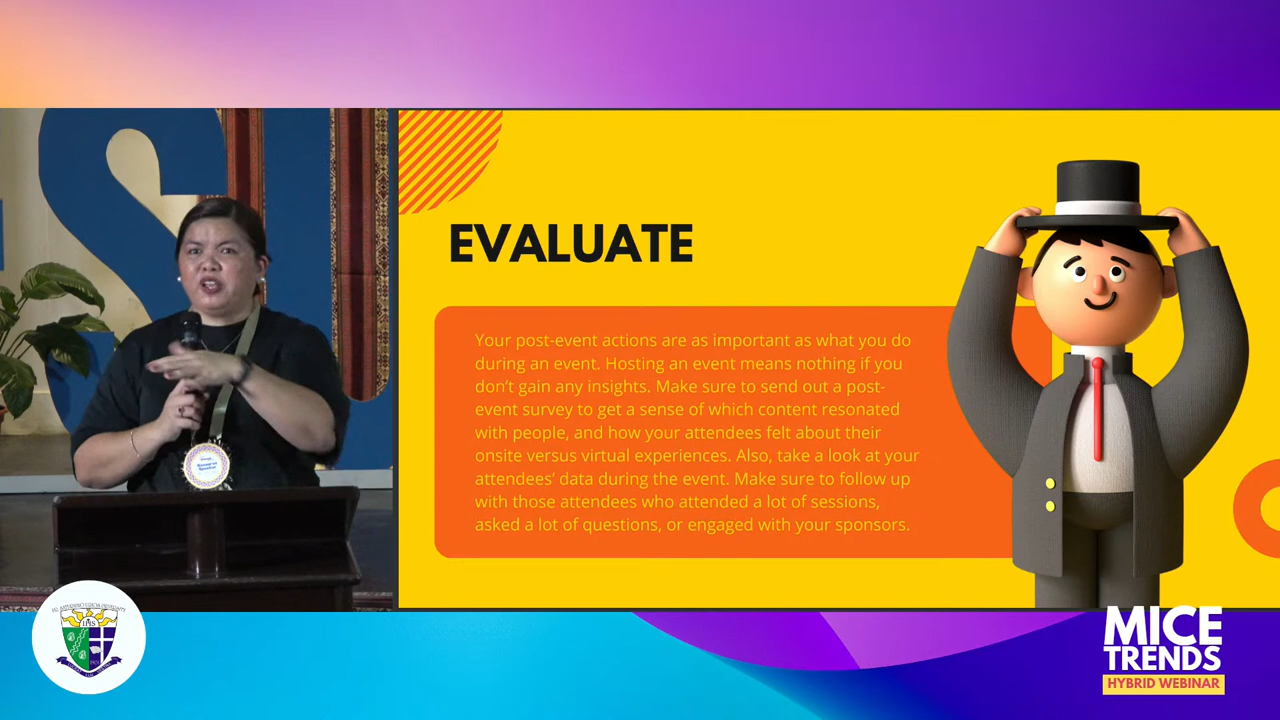 EVALUATE
Your post-event actions are as important as what you do
during an event. Hosting an event means nothing if you
don't gain any insights. Make sure to send out a post-
event survey to get a sense of which content resonated
with people, and how your attendees felt about their
onsite versus virtual experiences. Also, take a look at your
attendees' data during the event. Make sure to follow up
with those attendees who attended a lot of sessions,
asked a lot of questions, or engaged with your sponsors.
Resource
Speaker
IHS
MICE
TRENDS
HYBRID WEBINAR